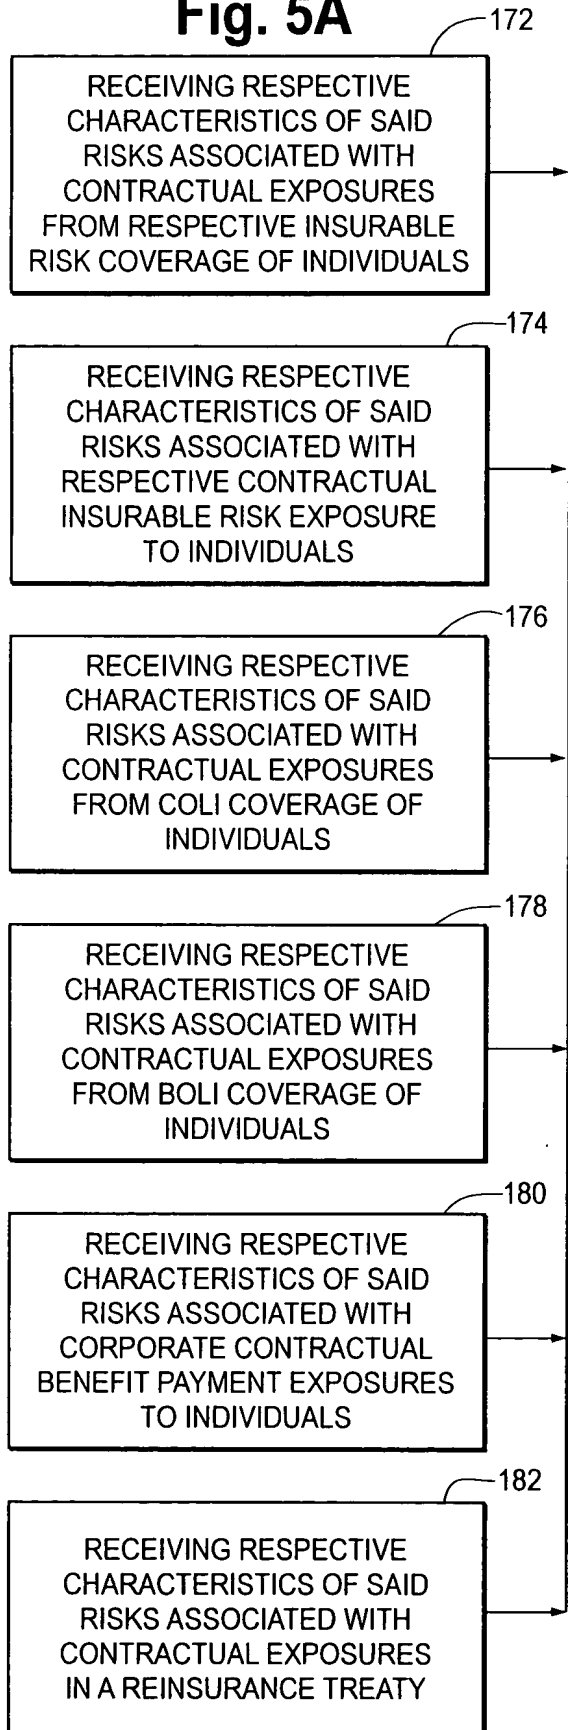 Fig. 5A
172
RECEIVING RESPECTIVE
CHARACTERISTICS OF SAID
RISKS ASSOCIATED WITH
CONTRACTUAL EXPOSURES
FROM RESPECTIVE INSURABLE
RISK COVERAGE OF INDIVIDUALS
174
RECEIVING RESPECTIVE
CHARACTERISTICS OF SAID
RISKS ASSOCIATED WITH
RESPECTIVE CONTRACTUAL
INSURABLE RISK EXPOSURE
TO INDIVIDUALS
176
RECEIVING RESPECTIVE
CHARACTERISTICS OF SAID
RISKS ASSOCIATED WITH
CONTRACTUAL EXPOSURES
FROM COLI COVERAGE OF
INDIVIDUALS
178
RECEIVING RESPECTIVE
CHARACTERISTICS OF SAID
RISKS ASSOCIATED WITH
CONTRACTUAL EXPOSURES
FROM BOLI COVERAGE OF
INDIVIDUALS
180
RECEIVING RESPECTIVE
CHARACTERISTICS OF SAID
RISKS ASSOCIATED WITH
CORPORATE CONTRACTUAL
BENEFIT PAYMENT EXPOSURES
TO INDIVIDUALS
182
RECEIVING RESPECTIVE
CHARACTERISTICS OF SAID
RISKS ASSOCIATED WITH
CONTRACTUAL EXPOSURES
IN A REINSURANCE TREATY